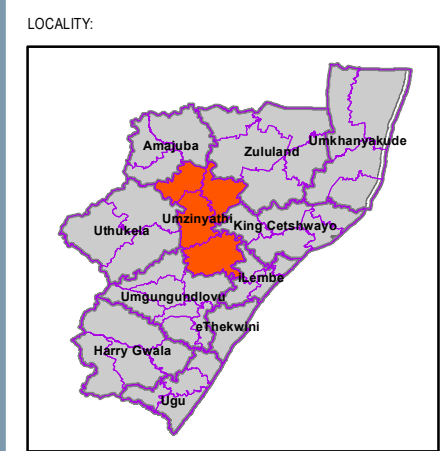 LOCALITY:
Amajuba
Zululand
Umkhanyakude
Umzinyathi
Uthukela
King Cetshwayo
iLembe
Umgungundlovu
eThekwini
Harry Gwala
Ugu